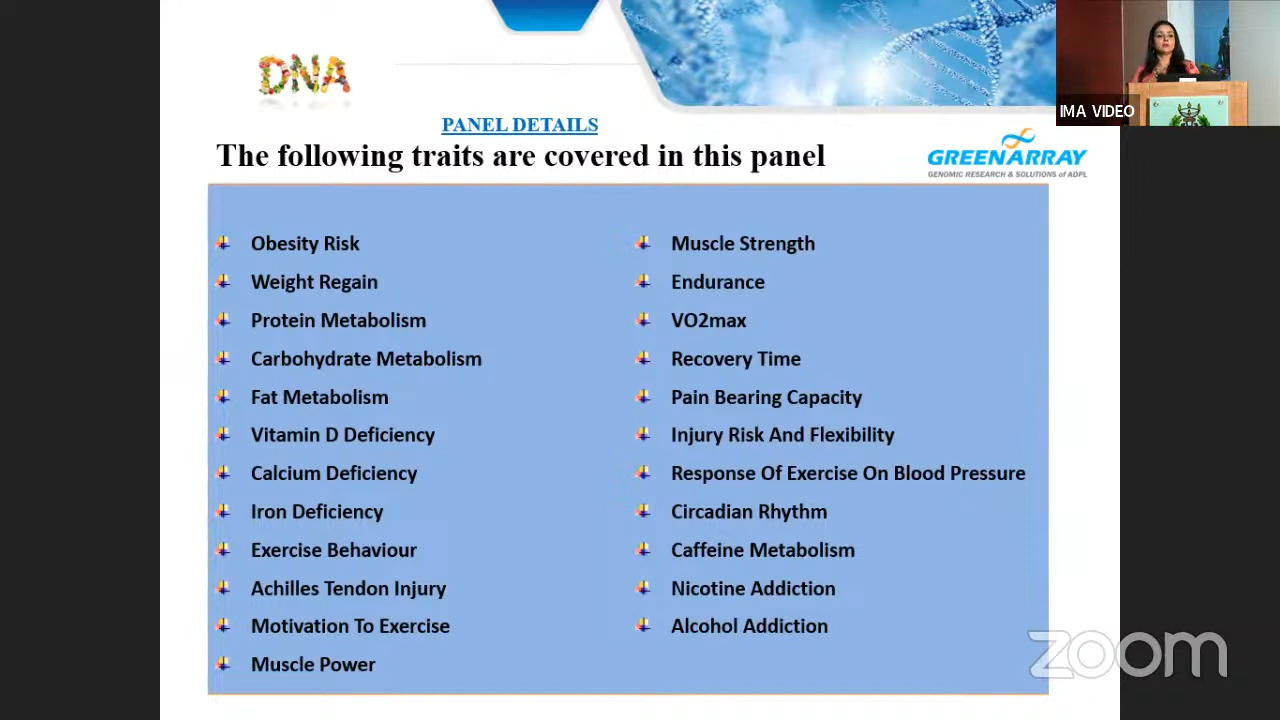 DNA
PANEL DETAILS
The following traits are covered in this panel
GREENARRAY
GENOMIC RESEARCH & SOLUTIONS of ADPL
IMA VIDEO
Obesity Risk
Weight Regain
Protein Metabolism
Carbohydrate Metabolism
Fat Metabolism
Vitamin D Deficiency
Calcium Deficiency
Iron Deficiency
Exercise Behaviour
Achilles Tendon Injury
Motivation To Exercise
Muscle Power
Muscle Strength
Endurance
VO2max
Recovery Time
Pain Bearing Capacity
Injury Risk And Flexibility
Response Of Exercise On Blood Pressure
Circadian Rhythm
Caffeine Metabolism
Nicotine Addiction
Alcohol Addiction
zoom